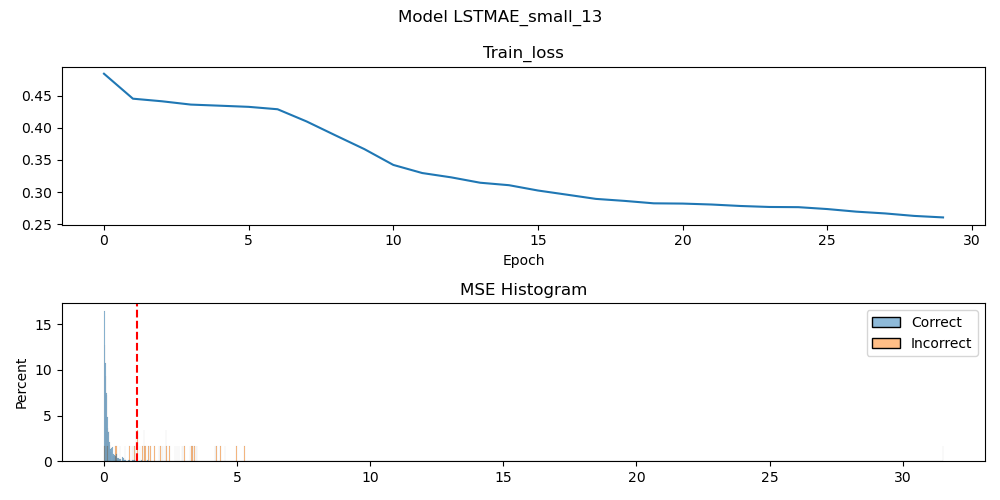 Model LSTMAE_small_13
Train_loss
0.45
0.40
0.35
0.30
0.25
0 5 10 15 20 25 30
Epoch
MSE Histogram
Percent
15
10
5
0
Correct
Incorrect
0 5 10 15 20 25 30